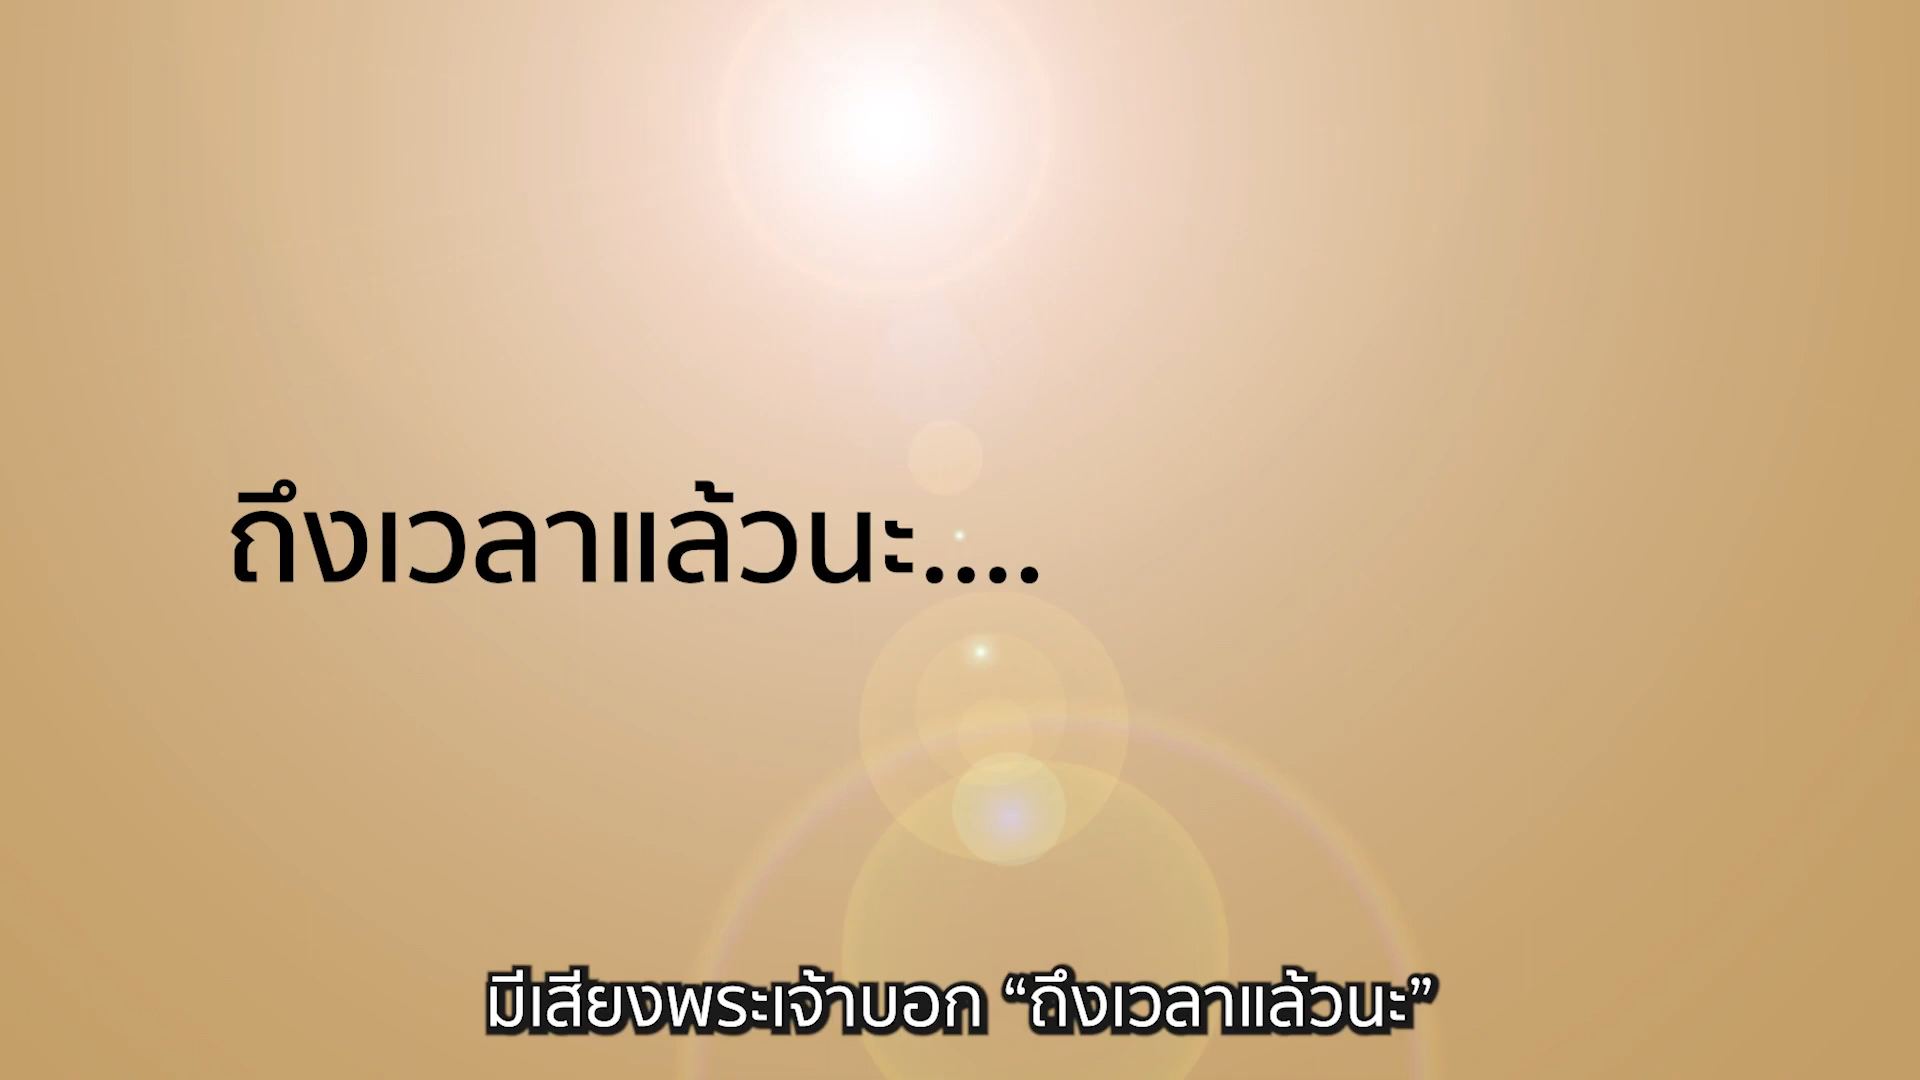 ถึงเวลาแล้วนะ....
มีเสียงพระเจ้าบอก “ถึงเวลาแล้วนะ”